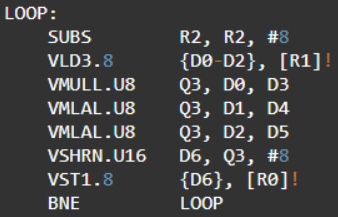 LOOP:
SUBS R2, R2, #8
VLD3.8 {D0-D2}, [R1]!
VMULL.U8 Q3, D0, D3
VMLAL.U8 Q3, D1, D4
VMLAL.U8 Q3, D2, D5
VSHRN.U16 D6, Q3, #8
VST1.8 {D6}, [R0]!
BNE LOOP